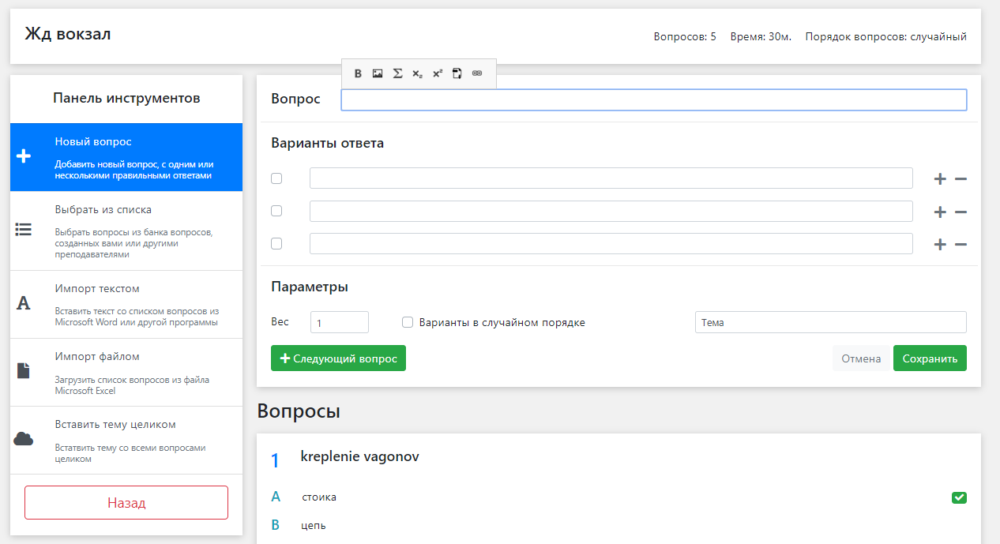 Жд вокзал
Вопросов: 5 Время: 30м. Порядок вопросов: случайный
Панель инструментов
Новый вопрос
Добавить новый вопрос, с одним или
несколькими правильными ответами
Выбрать из списка
Выбрать вопросы из банка вопросов,
созданных вами или другими
преподавателями
Импорт текстом
Вставить текст со списком вопросов из
Microsoft Word или другой программы
Импорт файлом
Загрузить список вопросов из файла
Microsoft Excel
Вставить тему целиком
Встатвить тему со всеми вопросами
целиком
Назад
B Σ x₂ x²
Вопрос
Варианты ответа
Параметры
Вес 1 Варианты в случайном порядке Тема
Следующий вопрос Отмена Сохранить
Вопросы
1 kreplenie vagonov
A стоика
B цепь